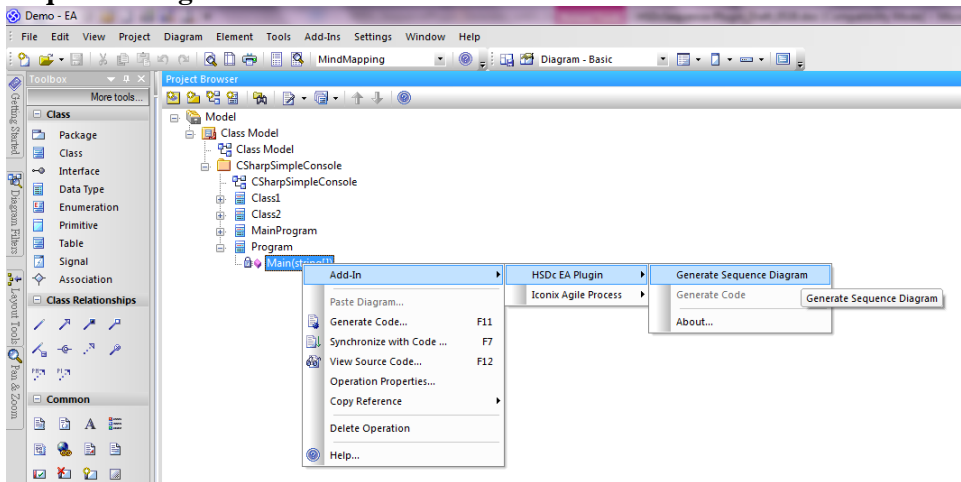 Demo - EA
File Edit View Project Diagram Element Tools Add-Ins Settings Window Help
MindMapping Diagram - Basic
Toolbox
Project Browser
More tools...
Getting Started
Diagram Filters
Layout Tools
Pan & Zoom
Class
Package
Class
Interface
Data Type
Enumeration
Primitive
Table
Signal
Association
Class Relationships
Common
Model
Class Model
Class Model
CSharpSimpleConsole
CSharpSimpleConsole
Class1
Class2
MainProgram
Program
Main(string[])
Add-In
Paste Diagram...
Generate Code... F11
Synchronize with Code ... F7
View Source Code... F12
Operation Properties...
Copy Reference
Delete Operation
Help...
HSDc EA Plugin
Iconix Agile Process
Generate Sequence Diagram
Generate Code
About...
Generate Sequence Diagram